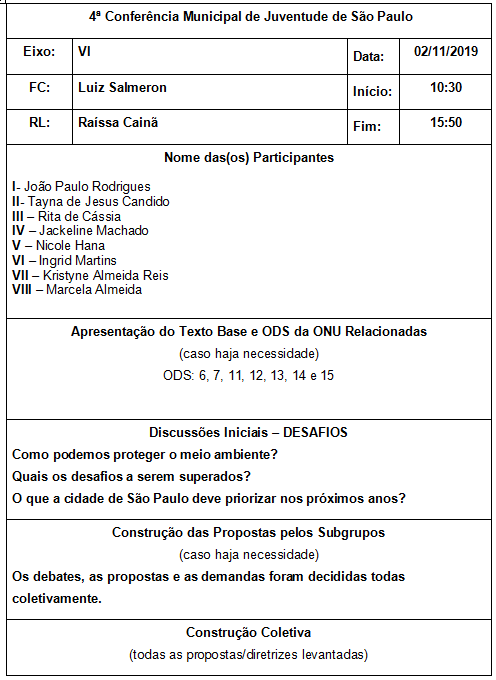 4ª Conferência Municipal de Juventude de São Paulo
Eixo: VI Data: 02/11/2019
FC: Luiz Salmeron Início: 10:30
RL: Raíssa Cainã Fim: 15:50
Nome das(os) Participantes
I- João Paulo Rodrigues
II- Tayna de Jesus Candido
III – Rita de Cássia
IV – Jackeline Machado
V – Nicole Hana
VI – Ingrid Martins
VII – Kristyne Almeida Reis
VIII – Marcela Almeida
Apresentação do Texto Base e ODS da ONU Relacionadas
(caso haja necessidade)
ODS: 6, 7, 11, 12, 13, 14 e 15
Discussões Iniciais – DESAFIOS
Como podemos proteger o meio ambiente?
Quais os desafios a serem superados?
O que a cidade de São Paulo deve priorizar nos próximos anos?
Construção das Propostas pelos Subgrupos
(caso haja necessidade)
Os debates, as propostas e as demandas foram decididas todas
coletivamente.
Construção Coletiva
(todas as propostas/diretrizes levantadas)